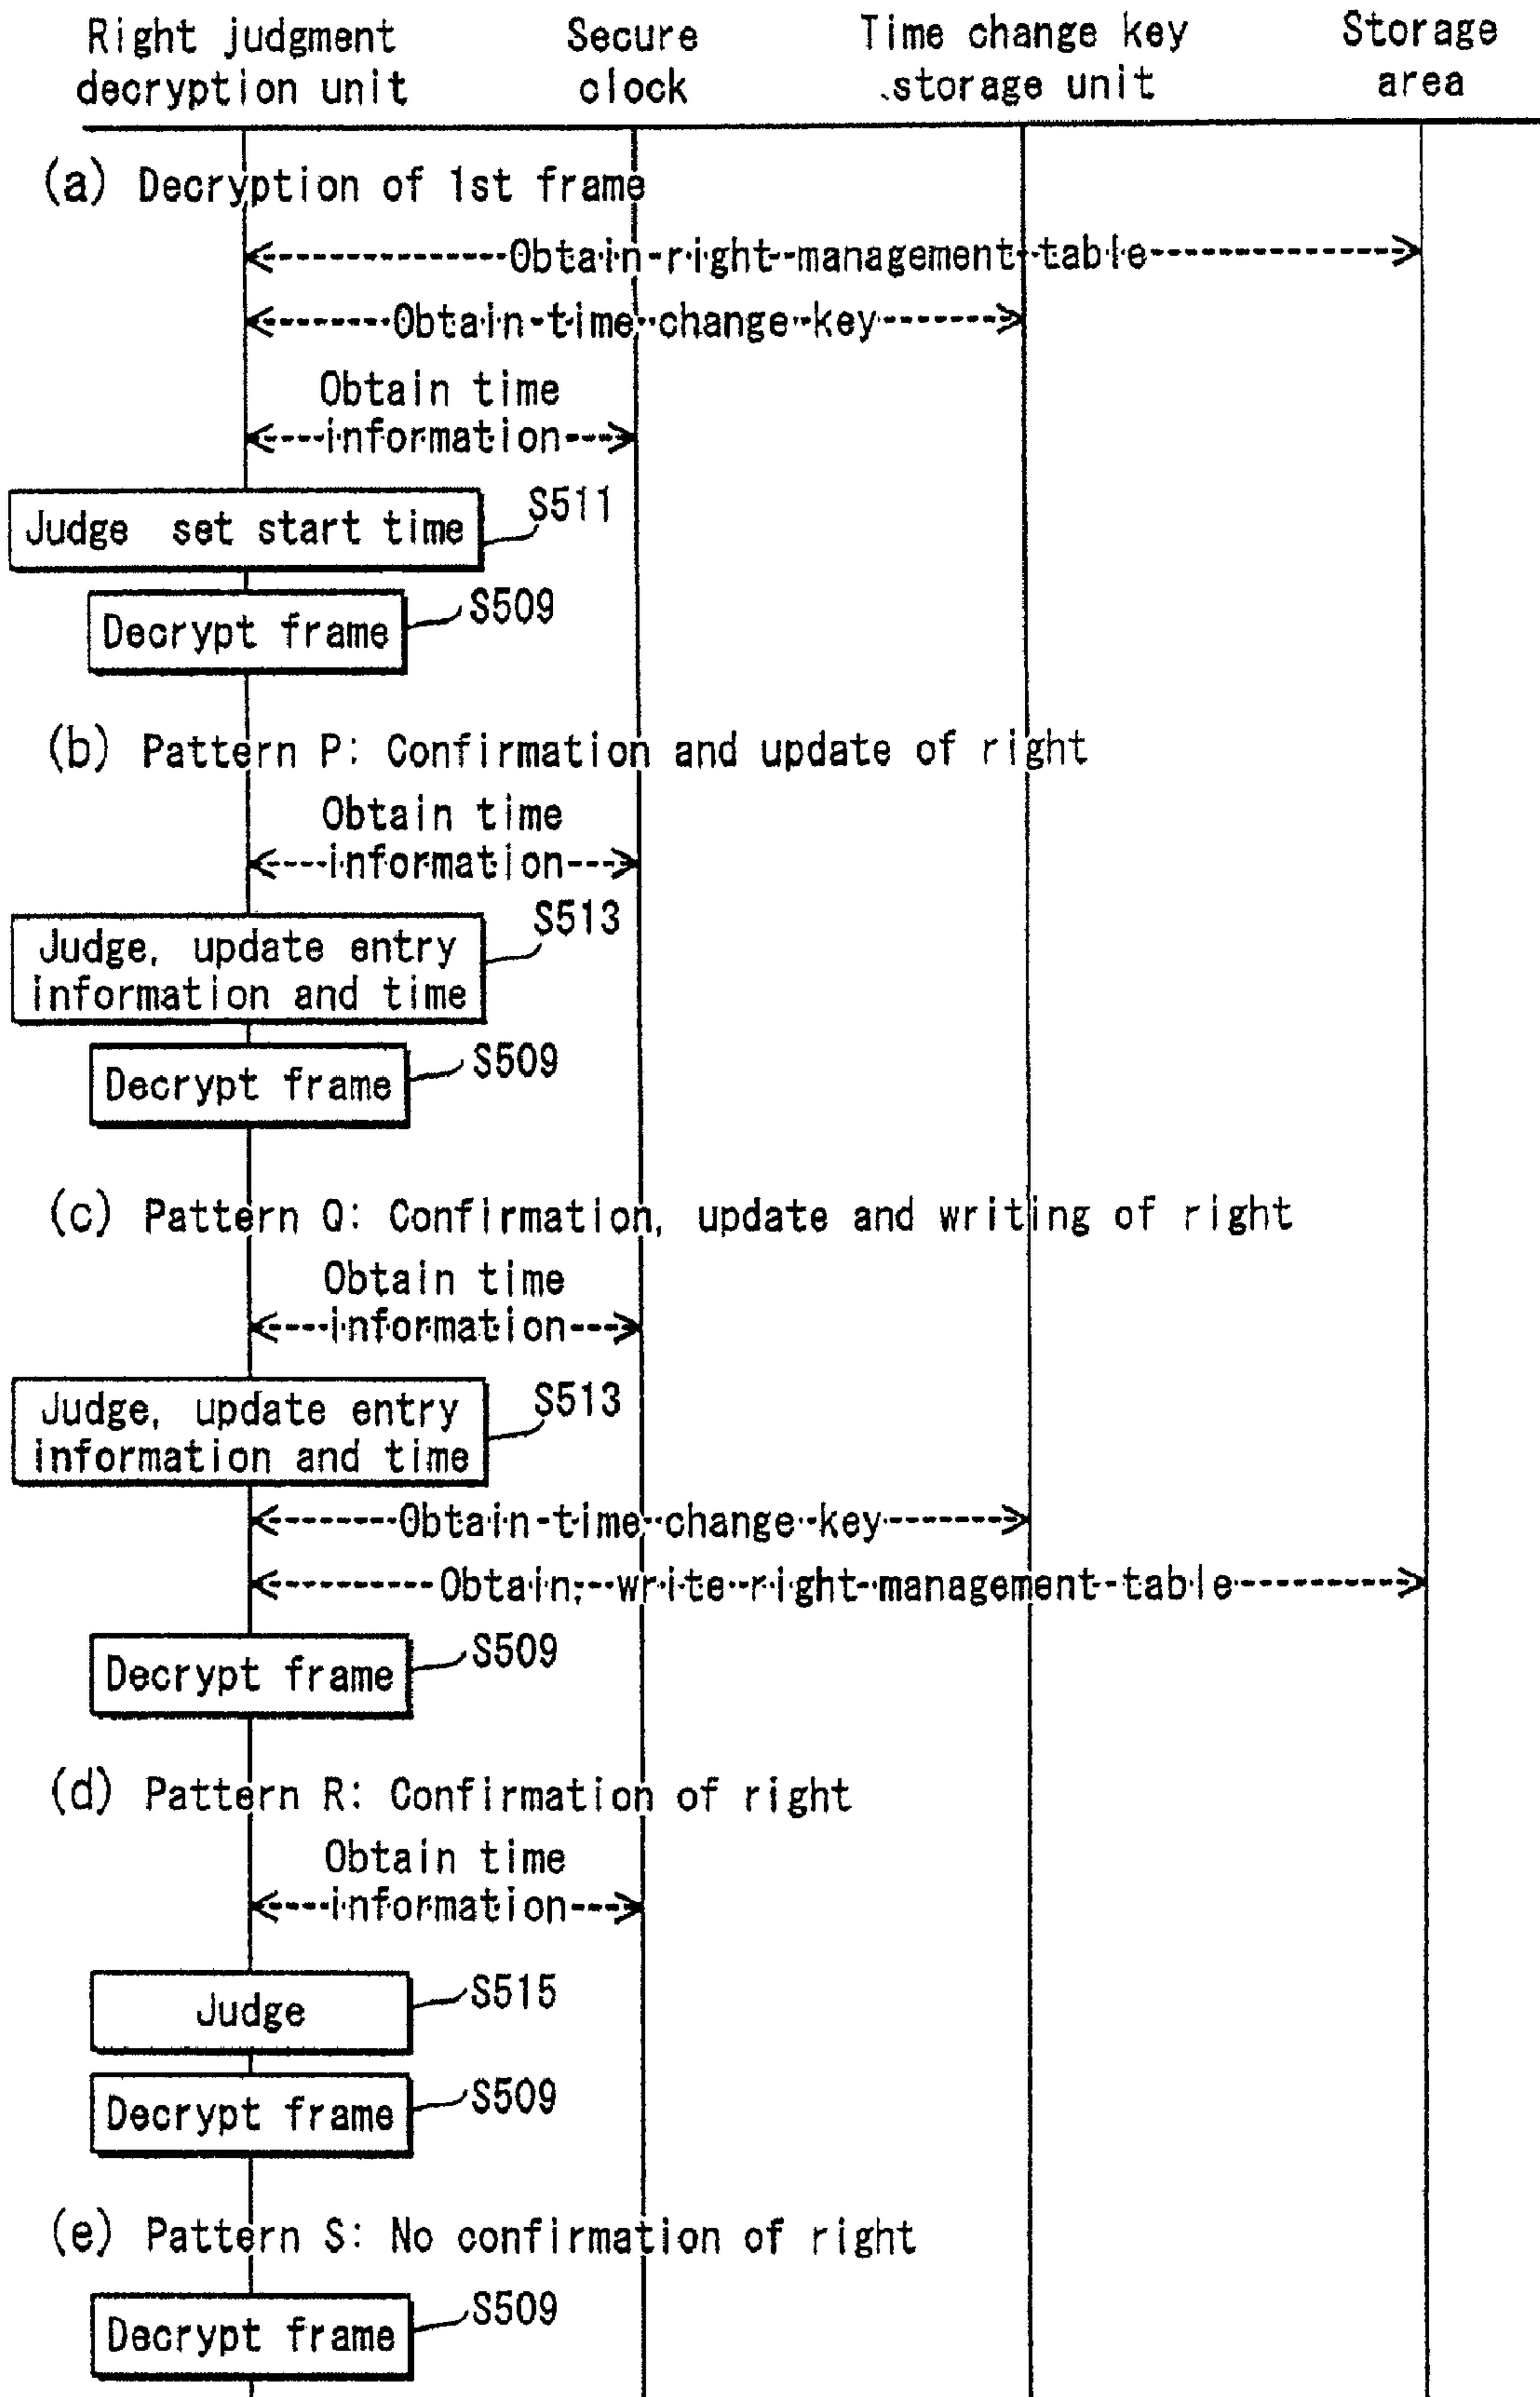 Right judgment decryption unit
Secure clock
Time change key storage unit
Storage area
(a) Decryption of 1st frame
Obtain right management table
Obtain time change key
Obtain time
information
Judge set start time
S511
Decrypt frame
S509
(b) Pattern P: Confirmation and update of right
Obtain time
information
S513
Judge, update entry
information and time
S509
Decrypt frame
(c) Pattern Q: Confirmation, update and writing of right
Obtain time
information
S513
Judge, update entry
information and time
Obtain time change key
Obtain, write right management table
S509
Decrypt frame
(d) Pattern R: Confirmation of right
Obtain time
information
S515
Judge
S509
Decrypt frame
(e) Pattern S: No confirmation of right
S509
Decrypt frame